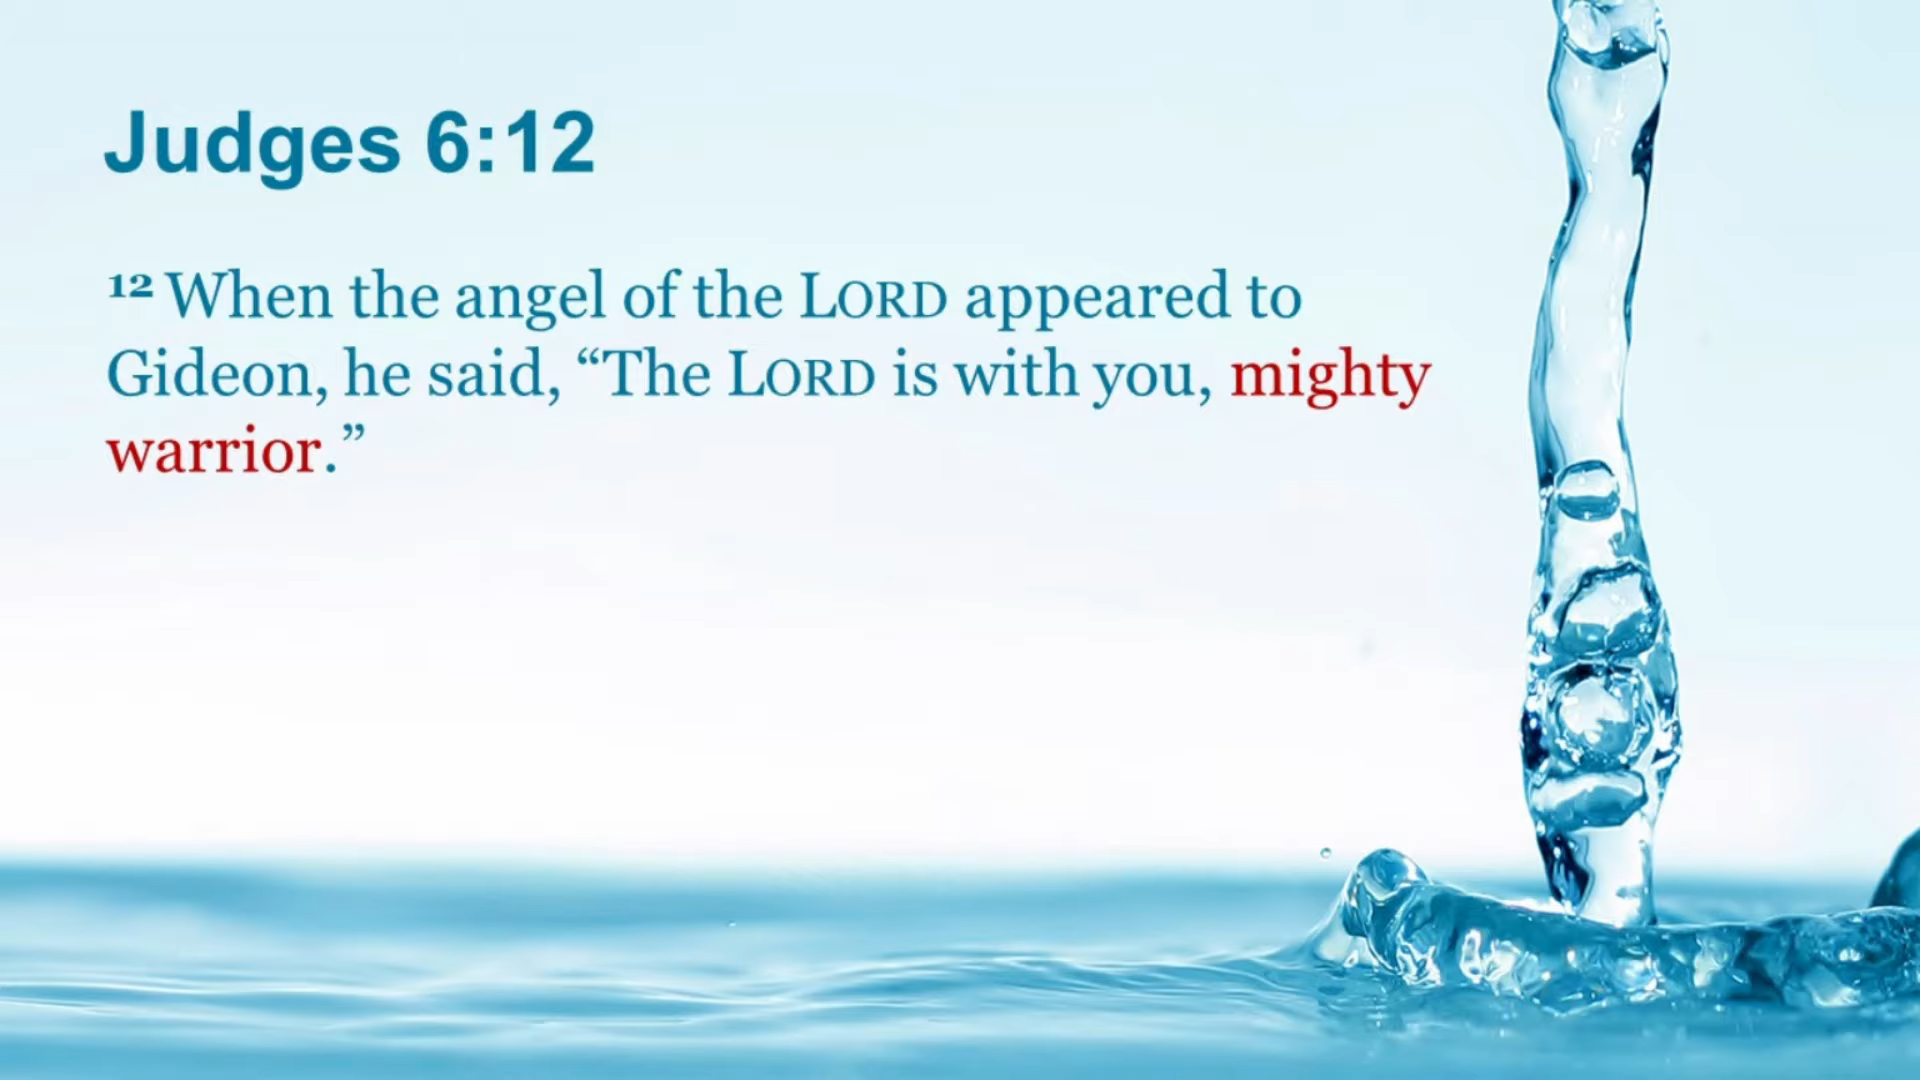 Judges 6:12
12 When the angel of the LORD appeared to
Gideon, he said, “The LORD is with you, mighty
warrior.”